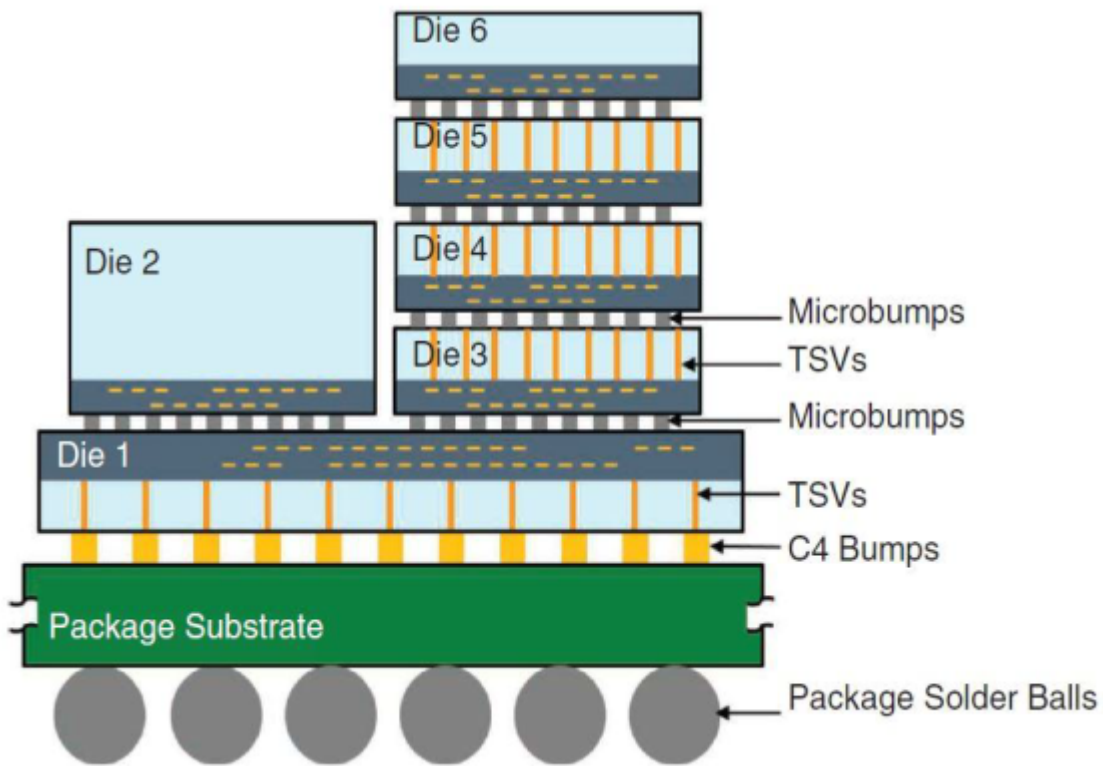 Die 6
Die 5
Die 4
Die 2
Microbumps
Die 3
TSVs
Microbumps
Die 1
TSVs
C4 Bumps
Package Substrate
Package Solder Balls